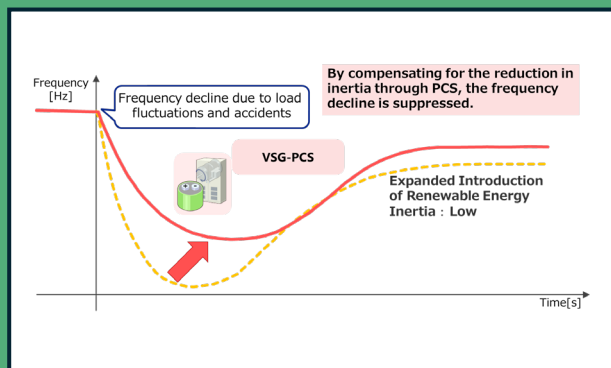 Frequency
[Hz]
Frequency decline due to load
fluctuations and accidents
By compensating for the reduction in
inertia through PCS, the frequency
decline is suppressed.
VSG-PCS
Expanded Introduction
of Renewable Energy
Inertia : Low
Time[s]